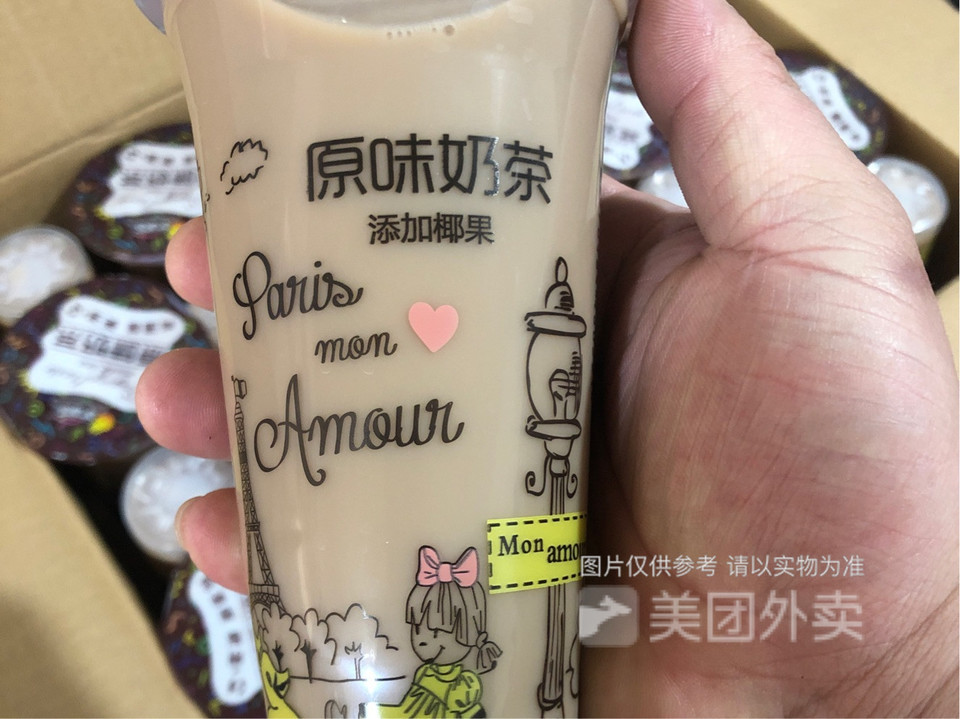 原味奶茶
添加椰果
Paris
mon
Amour
Mon amo
图片仅供参考 请以实物为准
美团外卖